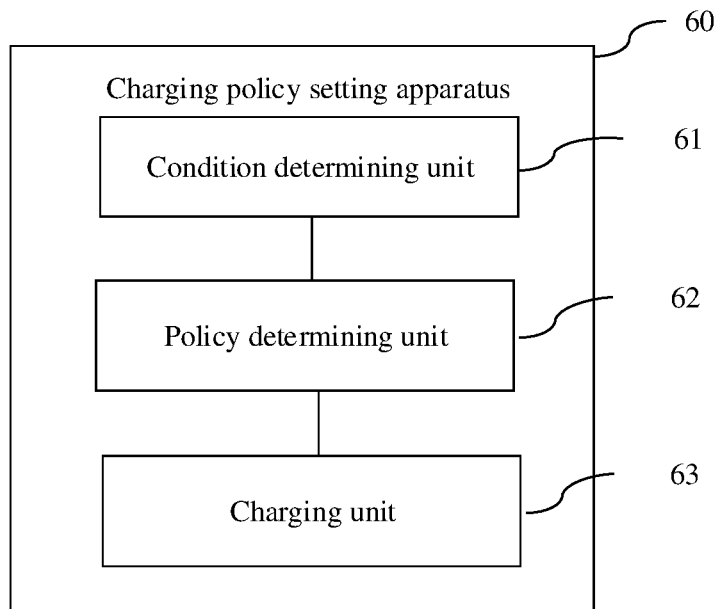 60
Charging policy setting apparatus
Condition determining unit
61
Policy determining unit
62
Charging unit
63